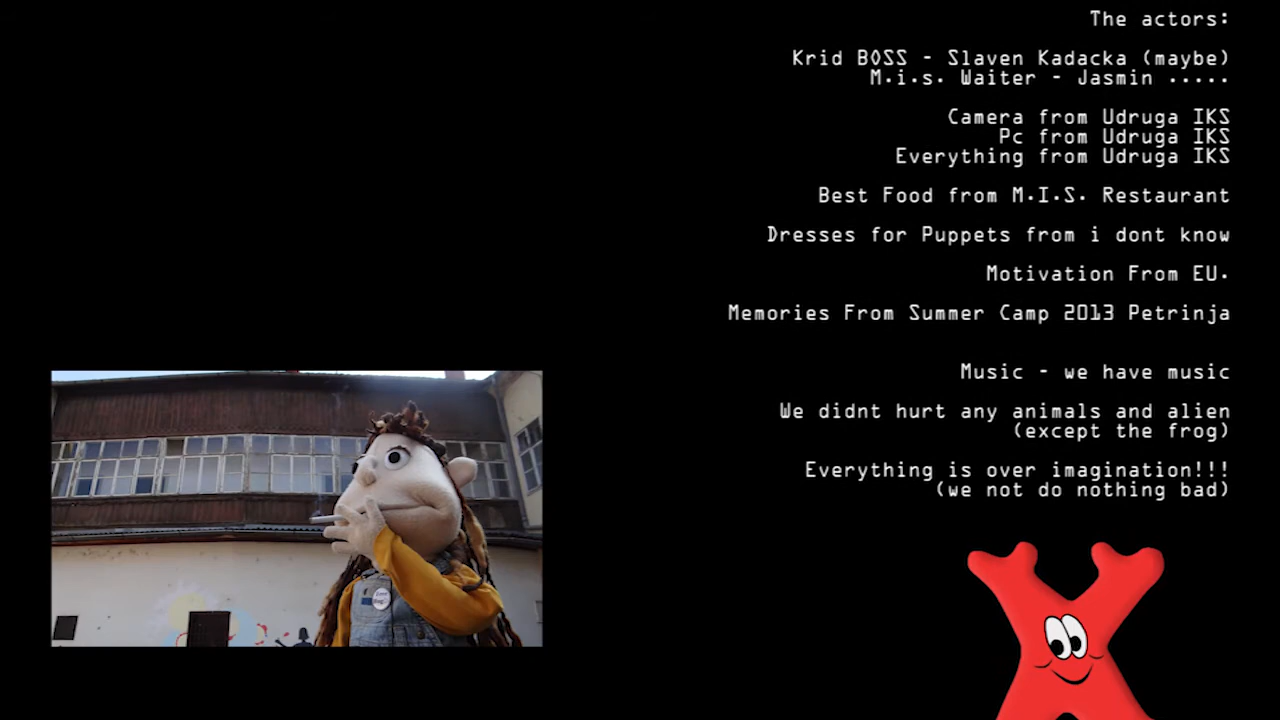 The actors:
Krid BOSS - Slaven Kadacka (maybe)
M.i.s. Waiter - Jasmin .....
Camera from Udruga IKS
Pc from Udruga IKS
Everything from Udruga IKS
Best Food from M.I.S. Restaurant
Dresses for Puppets from i dont know
Motivation From EU.
Memories From Summer Camp 2013 Petrinja
Music - we have music
We didnt hurt any animals and alien
(except the frog)
Everything is over imagination!!!
(we not do nothing bad)